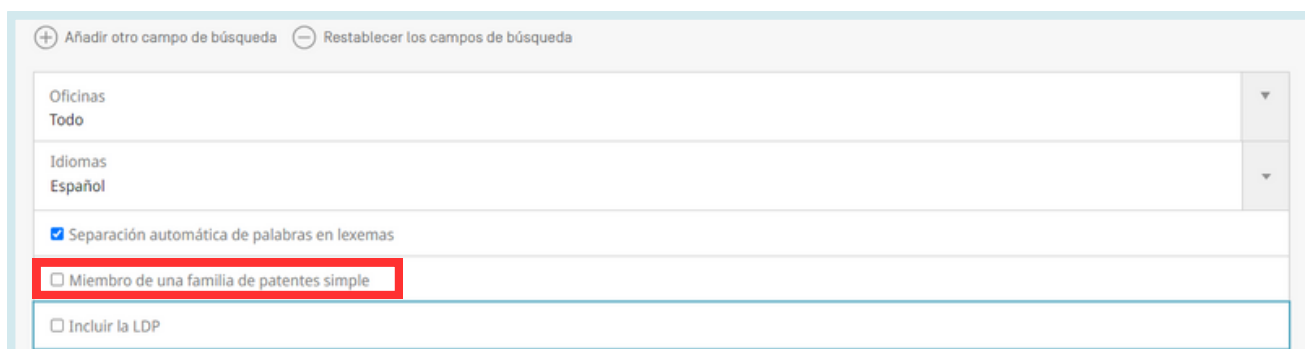 Añadir otro campo de búsqueda Restablecer los campos de búsqueda
Oficinas
Todo
Idiomas
Español
Separación automática de palabras en lexemas
Miembro de una familia de patentes simple
Incluir la LDP